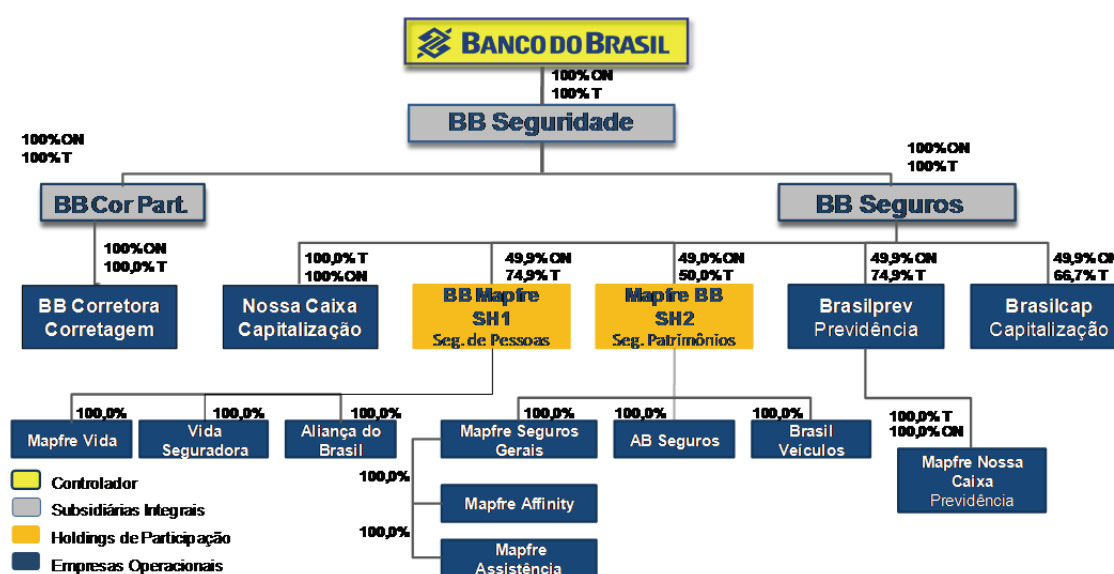 BANCO DO BRASIL
100% ON
100% T
BB Seguridade
100% ON
100% T
100% ON
100% T
BB Cor Part.
BB Seguros
100% ON
100,0% T
100,0% T
100% ON
49,9% ON
74,9% T
49,0% ON
50,0% T
49,9% ON
74,9% T
49,9% ON
66,7% T
BB Corretora
Corretagem
Nossa Caixa
Capitalização
BB Mapfre
SH1
Seg. de Pessoas
Mapfre BB
SH2
Seg. Patrimônios
Brasilprev
Previdência
Brasilcap
Capitalização
100,0%
100,0%
100,0%
100,0%
100,0%
100,0%
100,0% T
100,0% ON
Mapfre Vida
Vida
Seguradora
Aliança do
Brasil
Mapfre Seguros
Gerais
AB Seguros
Brasil
Veículos
Mapfre Nossa
Caixa
Previdência
100,0%
Mapfre Affinity
100,0%
Mapfre
Assistência
Controlador
Subsidiárias Integrais
Holdings de Participação
Empresas Operacionais